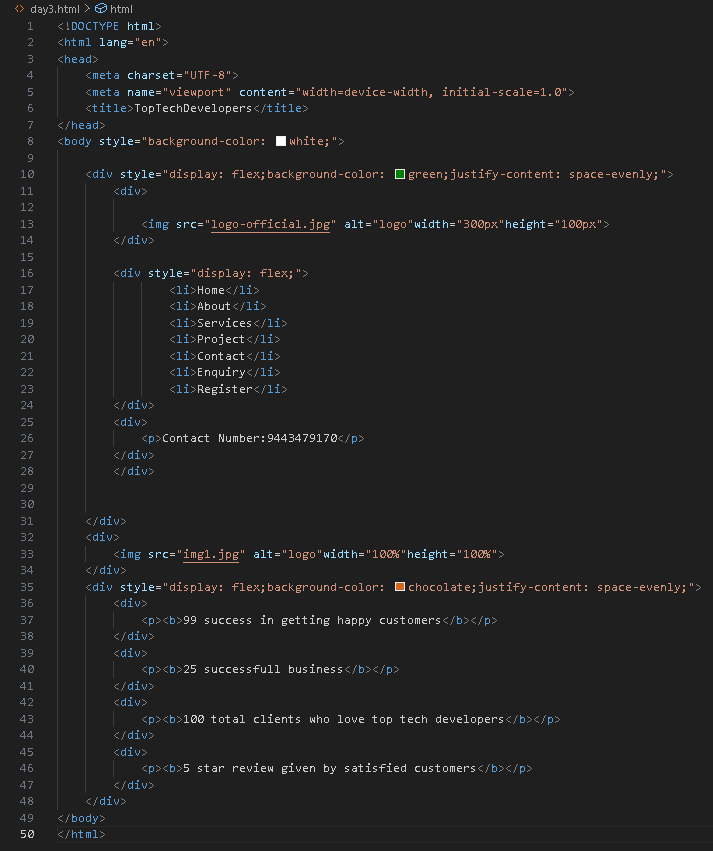 day3.html > html
1 <!DOCTYPE html>
2 <html lang="en">
3 <head>
4     <meta charset="UTF-8">
5     <meta name="viewport" content="width=device-width, initial-scale=1.0">
6     <title>TopTechDevelopers</title>
7 </head>
8 <body style="background-color: white;">
9
10     <div style="display: flex;background-color: green;justify-content: space-evenly;">
11         <div>
12
13             <img src="logo-official.jpg" alt="logo"width="300px"height="100px">
14         </div>
15
16         <div style="display: flex;">
17                 <li>Home</li>
18                 <li>About</li>
19                 <li>Services</li>
20                 <li>Project</li>
21                 <li>Contact</li>
22                 <li>Enquiry</li>
23                 <li>Register</li>
24         </div>
25         <div>
26             <p>Contact Number:9443479170</p>
27         </div>
28         </div>
29
30
31     </div>
32     <div>
33         <img src="img1.jpg" alt="logo"width="100%"height="100%">
34     </div>
35     <div style="display: flex;background-color: chocolate;justify-content: space-evenly;">
36         <div>
37             <p><b>99 success in getting happy customers</b></p>
38         </div>
39         <div>
40             <p><b>25 successfull business</b></p>
41         </div>
42         <div>
43             <p><b>100 total clients who love top tech developers</b></p>
44         </div>
45         <div>
46             <p><b>5 star review given by satisfied customers</b></p>
47         </div>
48     </div>
49 </body>
50 </html>